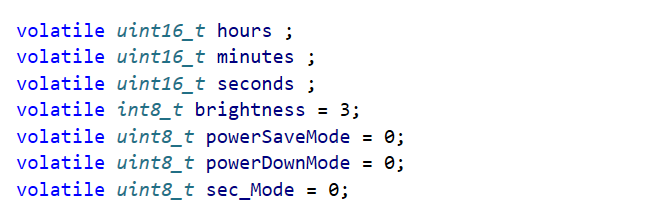 volatile uint16_t hours ;
volatile uint16_t minutes ;
volatile uint16_t seconds ;
volatile int8_t brightness = 3;
volatile uint8_t powerSaveMode = 0;
volatile uint8_t powerDownMode = 0;
volatile uint8_t sec_Mode = 0;